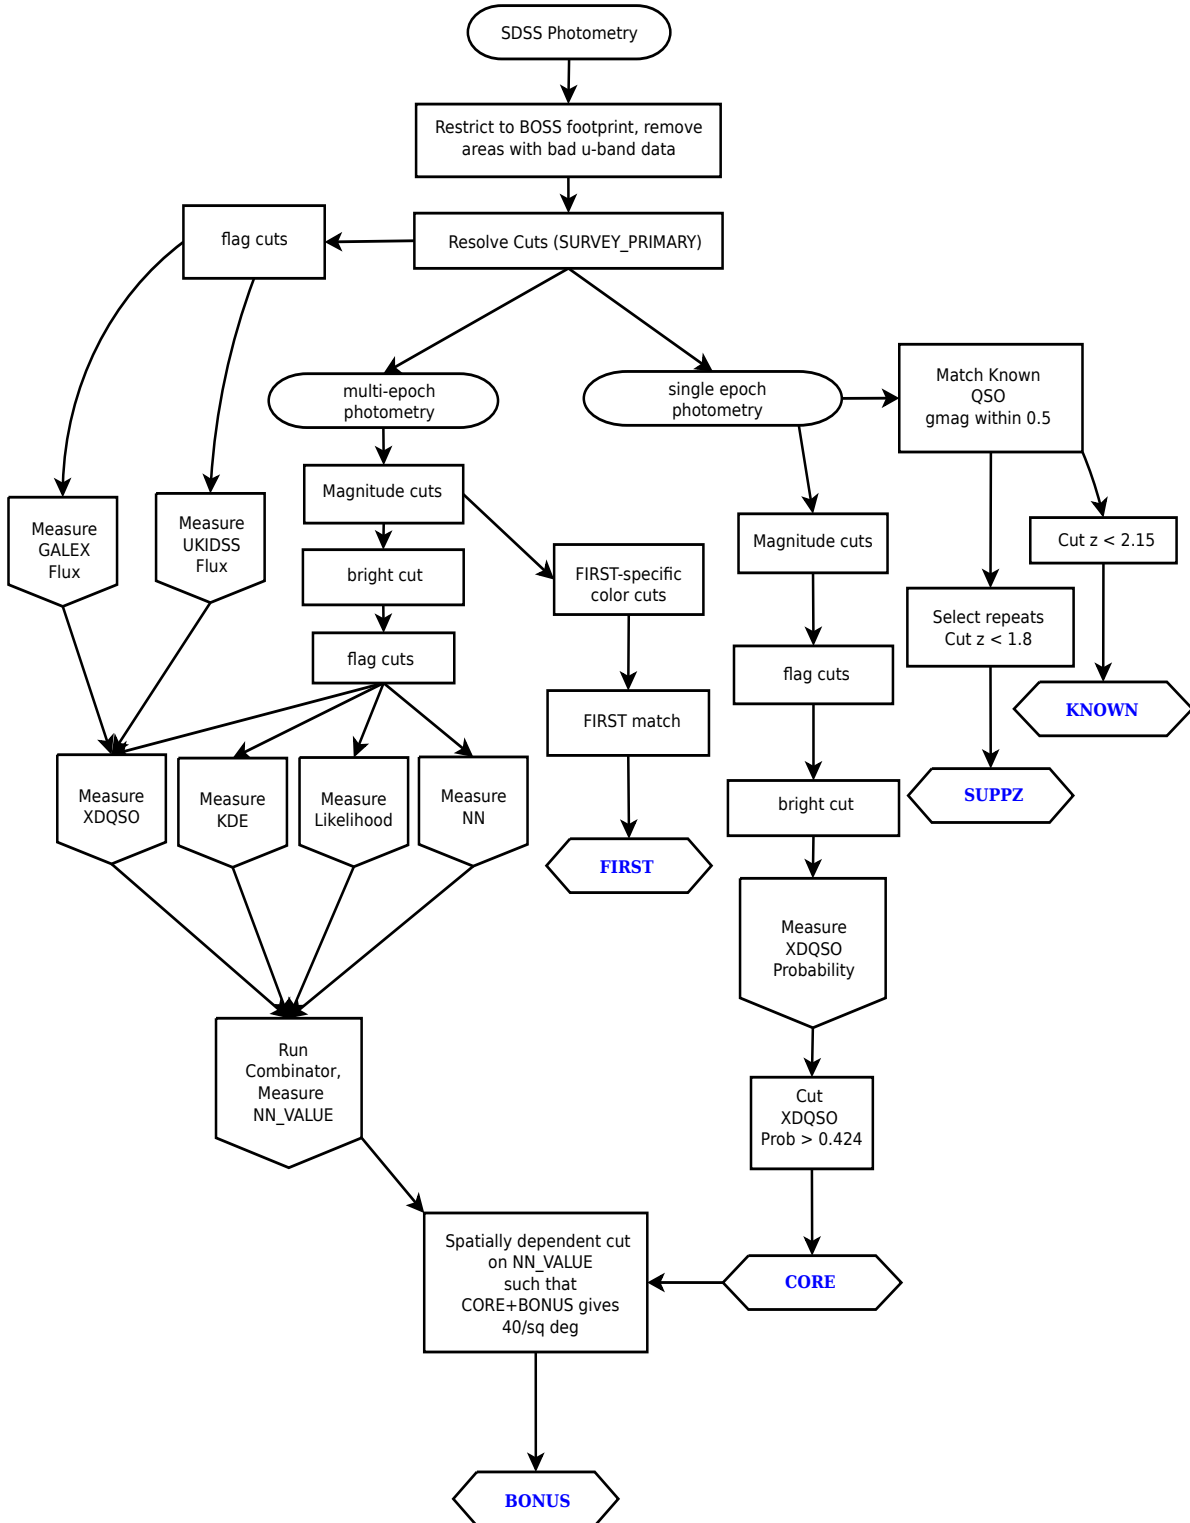 SDSS Photometry
Restrict to BOSS footprint, remove
areas with bad u-band data
flag cuts
Resolve Cuts (SURVEY_PRIMARY)
multi-epoch
photometry
single epoch
photometry
Match Known
QSO
gmag within 0.5
Measure
GALEX
Flux
Measure
UKIDSS
Flux
Magnitude cuts
bright cut
flag cuts
FIRST-specific
color cuts
FIRST match
FIRST
Magnitude cuts
flag cuts
bright cut
Cut z < 2.15
Select repeats
Cut z < 1.8
KNOWN
SUPPZ
Measure
XDQSO
Measure
KDE
Measure
Likelihood
Measure
NN
Measure
XDQSO
Probability
Run
Combinator,
Measure
NN_VALUE
Cut
XDQSO
Prob > 0.424
Spatially dependent cut
on NN_VALUE
such that
CORE+BONUS gives
40/sq deg
CORE
BONUS